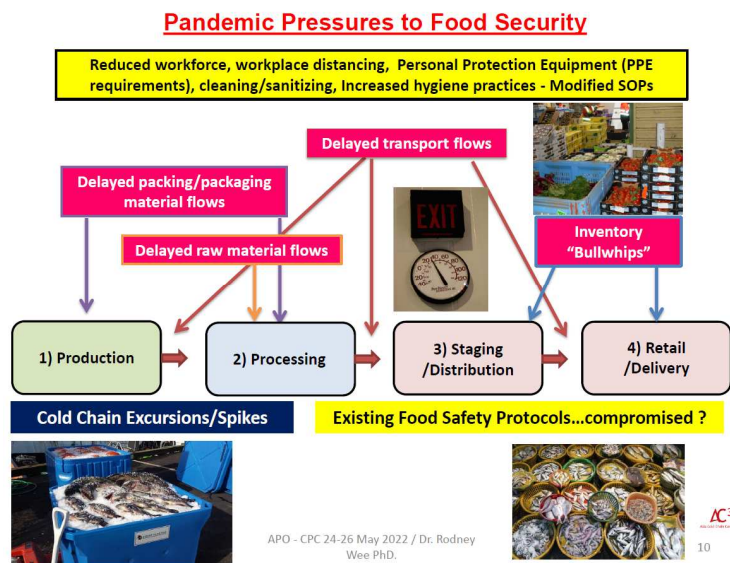 Pandemic Pressures to Food Security
Reduced workforce, workplace distancing,  Personal Protection Equipment (PPE
requirements), cleaning/sanitizing, Increased hygiene practices - Modified SOPs
Delayed transport flows
Delayed packing/packaging
material flows
Delayed raw material flows
EXIT
Inventory
“Bullwhips”
1) Production
2) Processing
3) Staging
/Distribution
4) Retail
/Delivery
Cold Chain Excursions/Spikes
Existing Food Safety Protocols...compromised ?
APO - CPC 24-26 May 2022 / Dr. Rodney
Wee PhD.
10